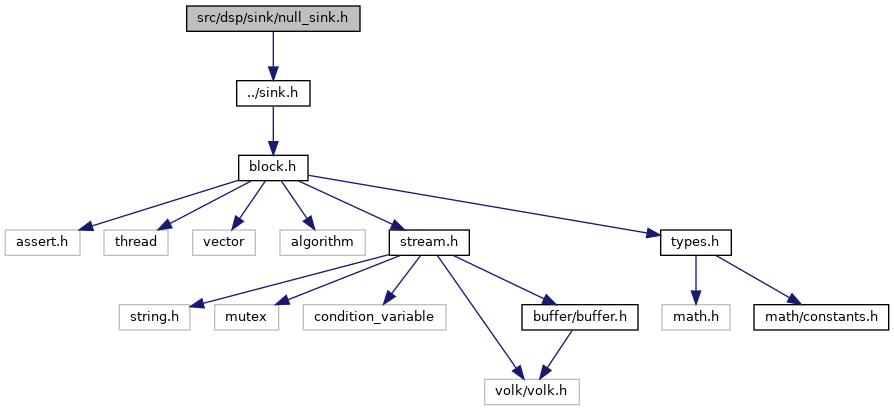 src/dsp/sink/null_sink.h
../sink.h
block.h
assert.h
thread
vector
algorithm
stream.h
types.h
string.h
mutex
condition_variable
buffer/buffer.h
math.h
math/constants.h
volk/volk.h